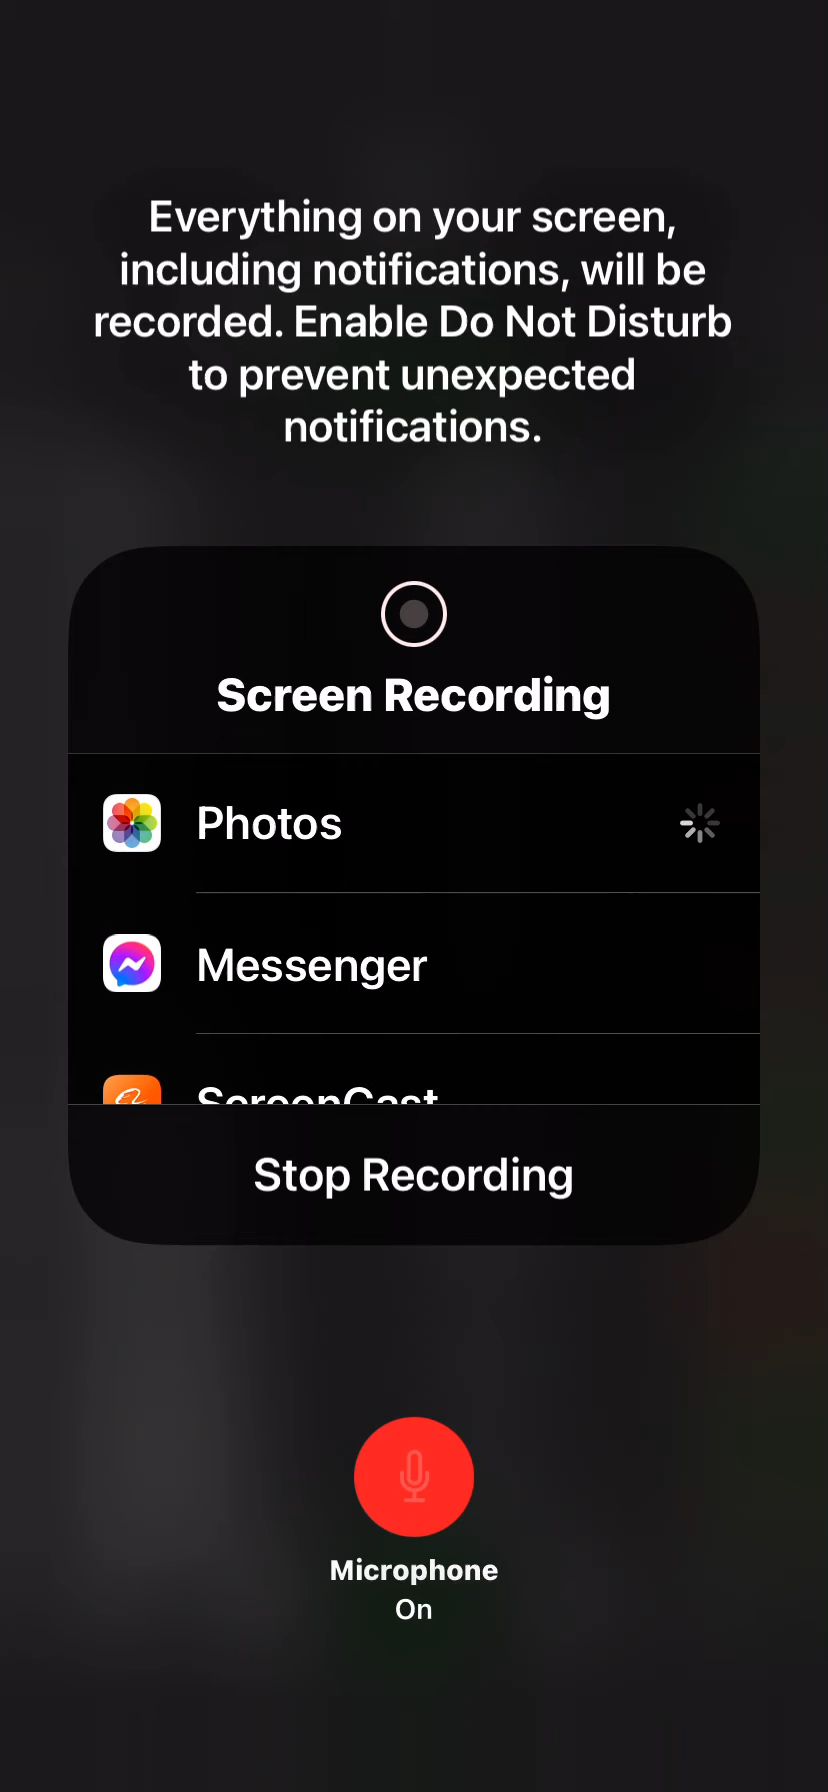 Everything on your screen,
including notifications, will be
recorded. Enable Do Not Disturb
to prevent unexpected
notifications.
Screen Recording
Photos
Messenger
ScreenCast
Stop Recording
Microphone
On